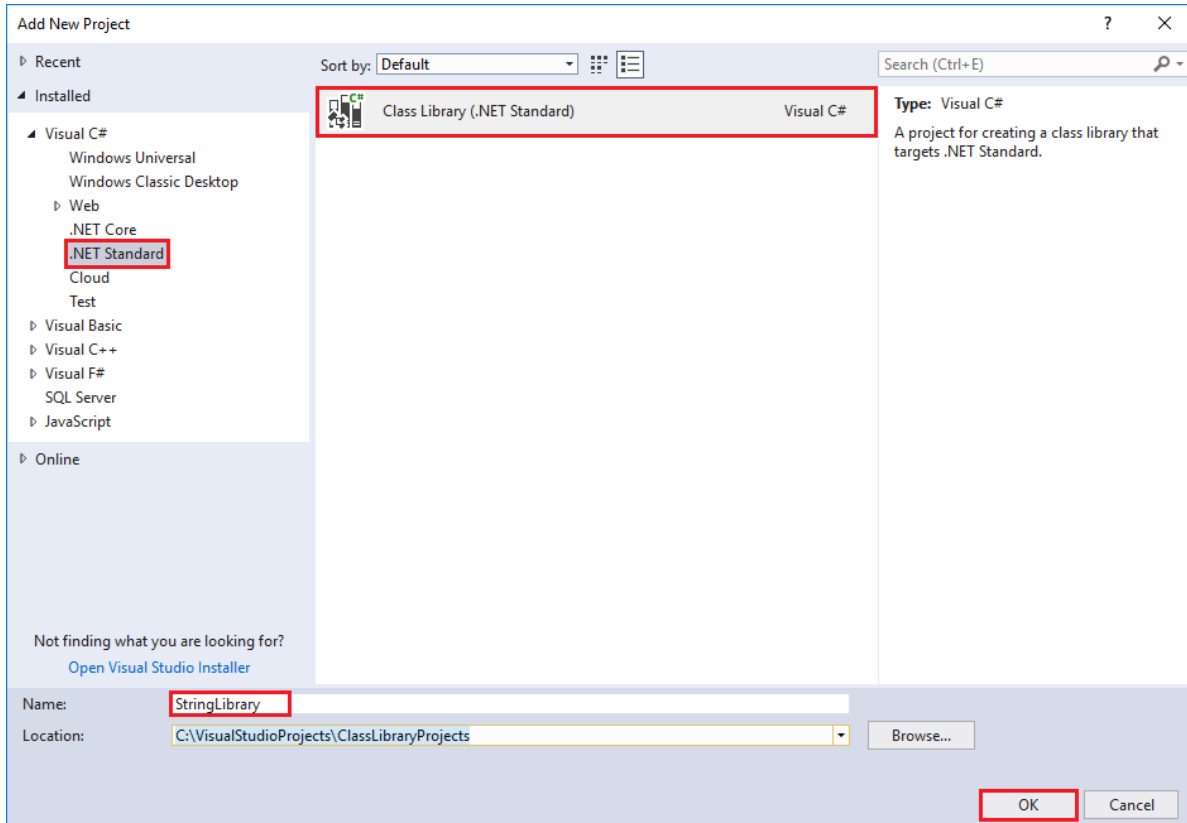 Add New Project
?
Recent
Installed
Visual C#
Windows Universal
Windows Classic Desktop
Web
.NET Core
.NET Standard
Cloud
Test
Visual Basic
Visual C++
Visual F#
SQL Server
JavaScript
Online
Not finding what you are looking for?
Open Visual Studio Installer
Sort by: Default
C#
Class Library (.NET Standard) Visual C#
Search (Ctrl+E)
Type: Visual C#
A project for creating a class library that
targets .NET Standard.
Name: StringLibrary
Location: C:\VisualStudioProjects\ClassLibraryProjects
Browse...
OK Cancel